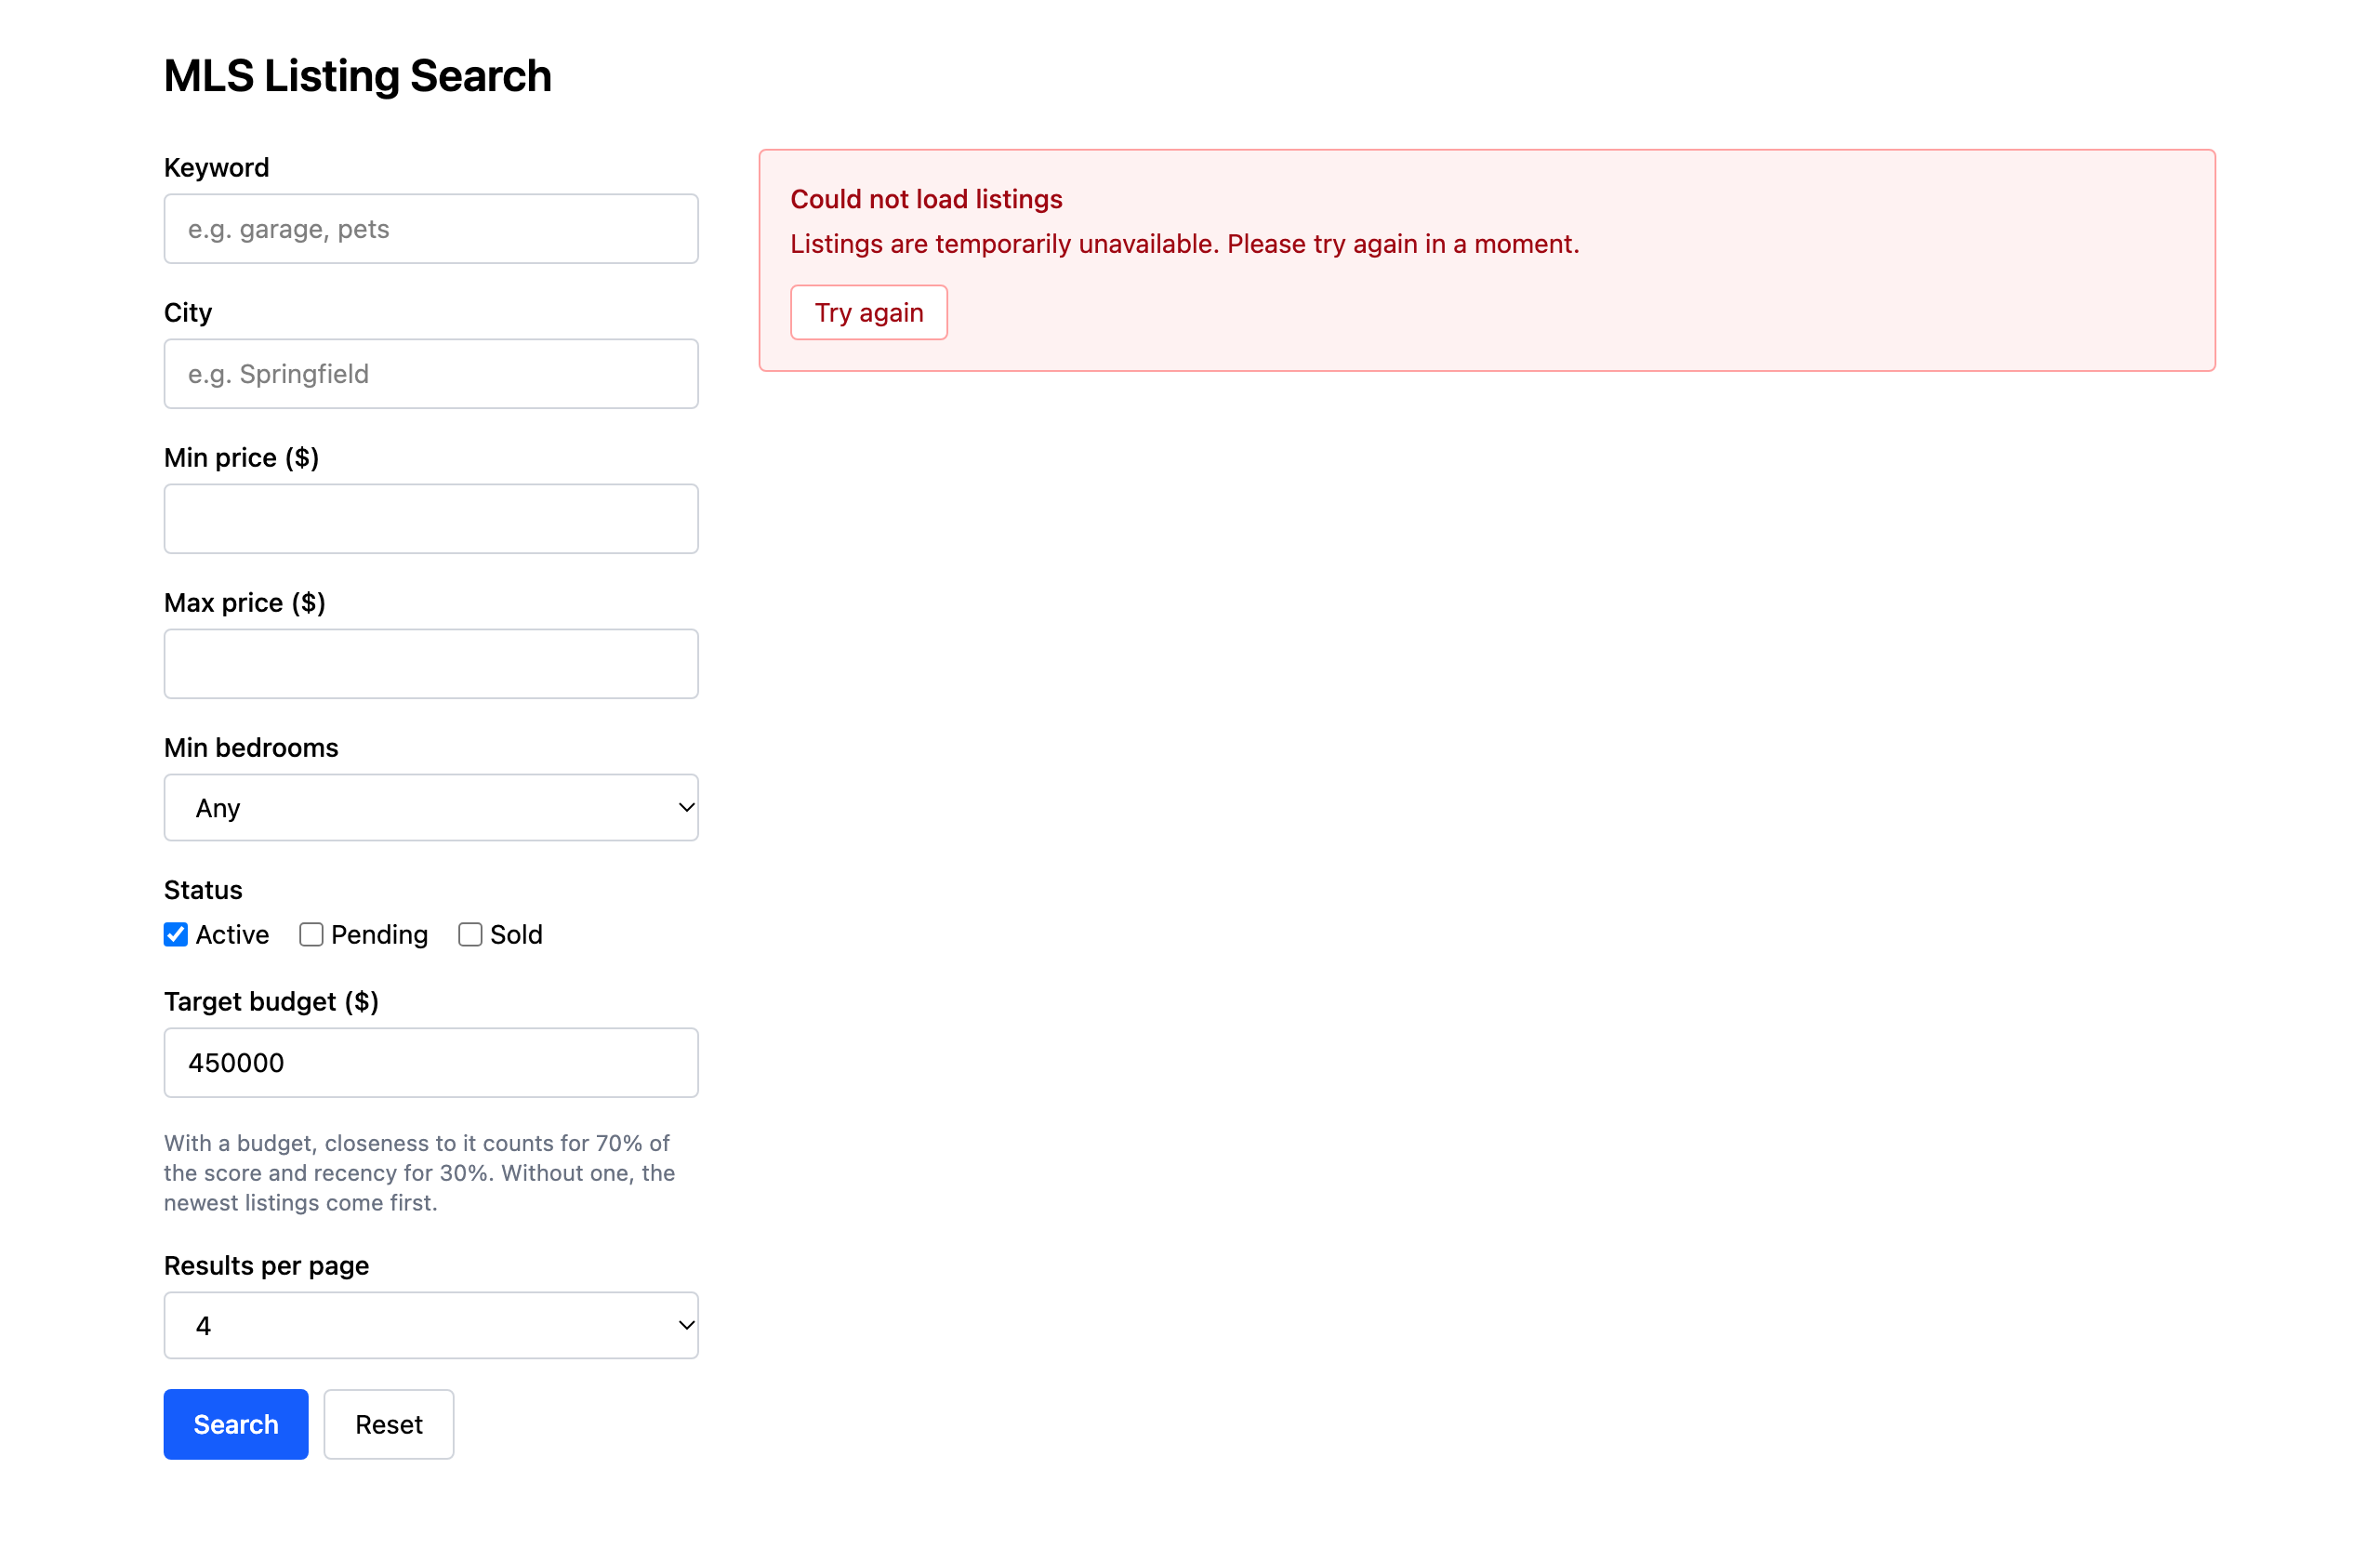 MLS Listing Search
Keyword
e.g. garage, pets
City
e.g. Springfield
Min price ($)
Max price ($)
Min bedrooms
Any
Status
Active
Pending
Sold
Target budget ($)
450000
With a budget, closeness to it counts for 70% of
the score and recency for 30%. Without one, the
newest listings come first.
Results per page
4
Search
Reset
Could not load listings
Listings are temporarily unavailable. Please try again in a moment.
Try again